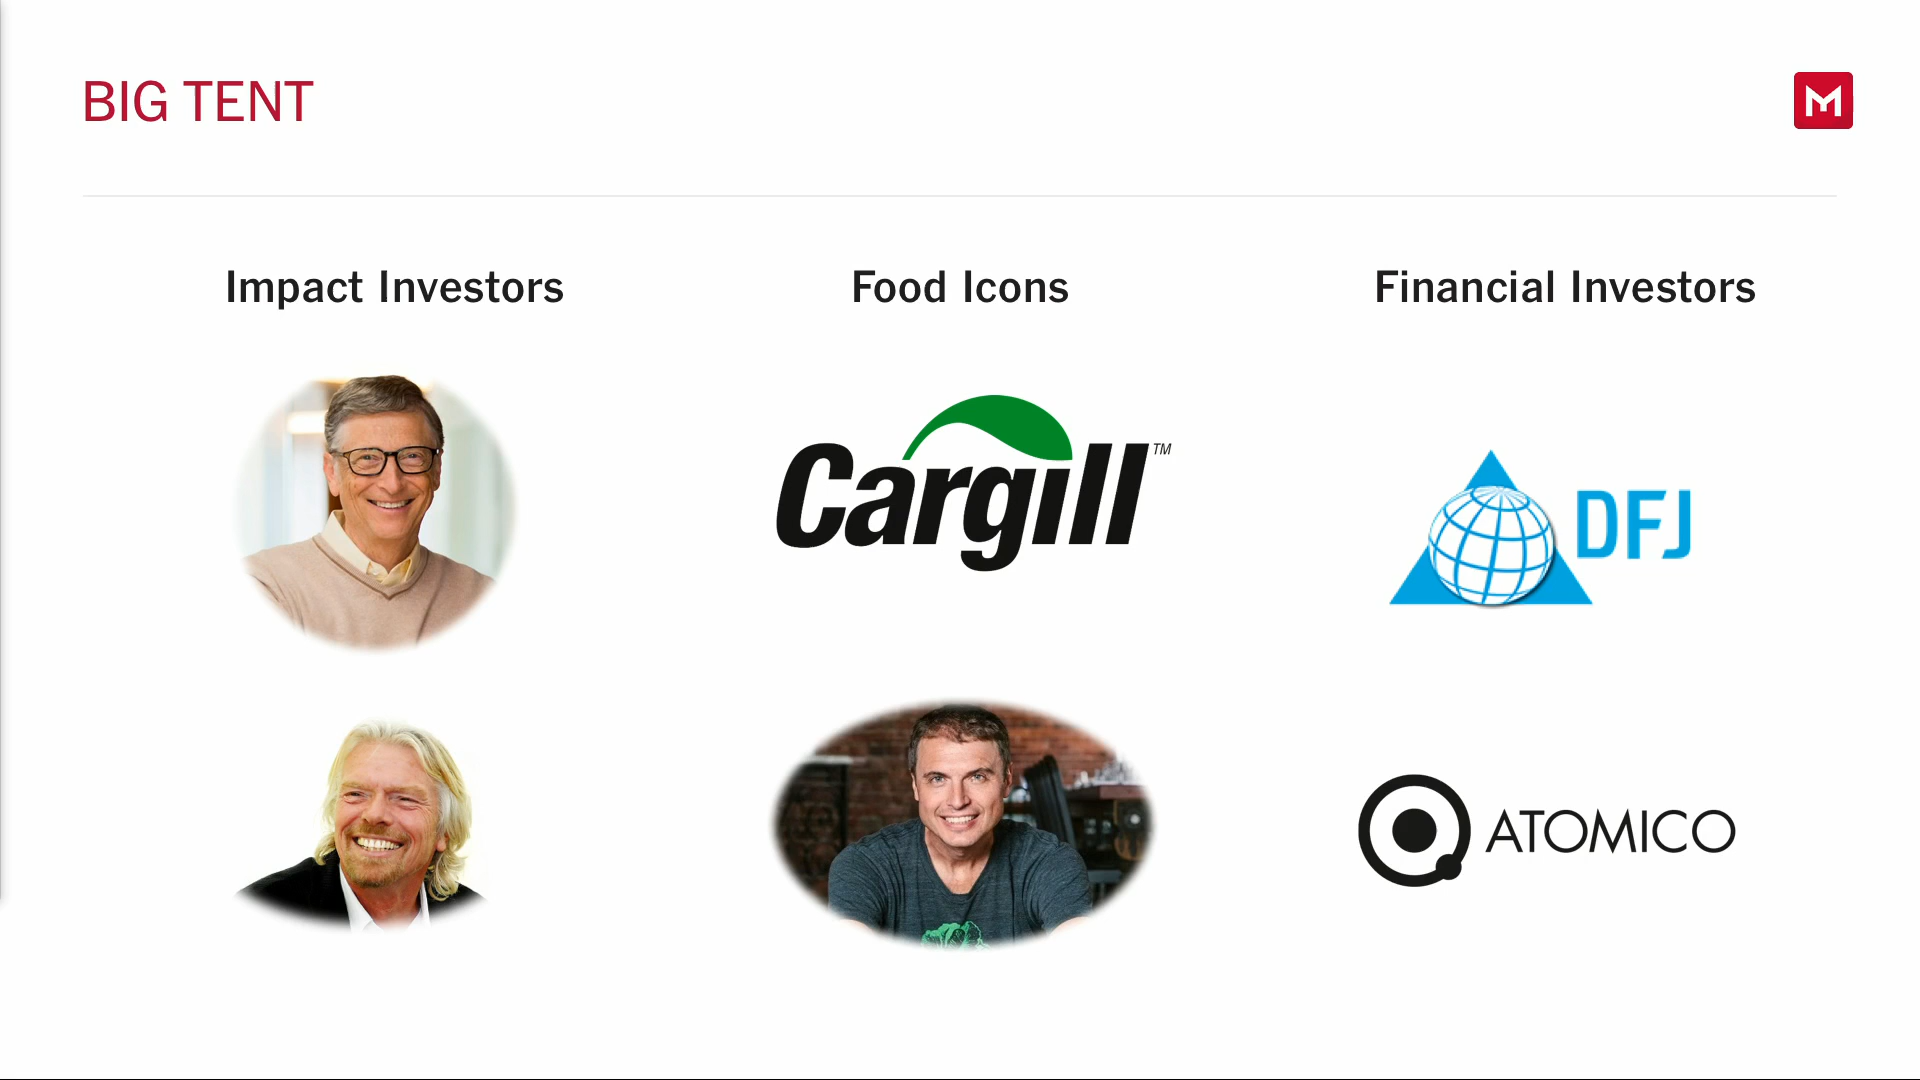 BIG TENT
M
Impact Investors
Food Icons
Financial Investors
Cargill™
DFJ
ATOMICO